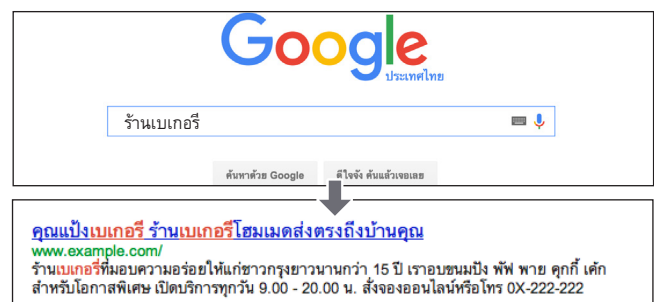 Google
ประเทศไทย
ร้านเบเกอรี่
ค้นหาด้วย Google ดีใจจัง ค้นแล้วเจอเลย
คุณแป้งเบเกอรี่ ร้านเบเกอรี่โฮมเมดส่งตรงถึงบ้านคุณ
www.example.com/
ร้านเบเกอรี่ที่มอบความอร่อยให้แก่ชาวกรุงยาวนานกว่า 15 ปี เราอบขนมปัง พัฟ พาย คุกกี้ เค้ก
สำหรับโอกาสพิเศษ เปิดบริการทุกวัน 9.00 - 20.00 น. สั่งจองออนไลน์หรือโทร 0X-222-222